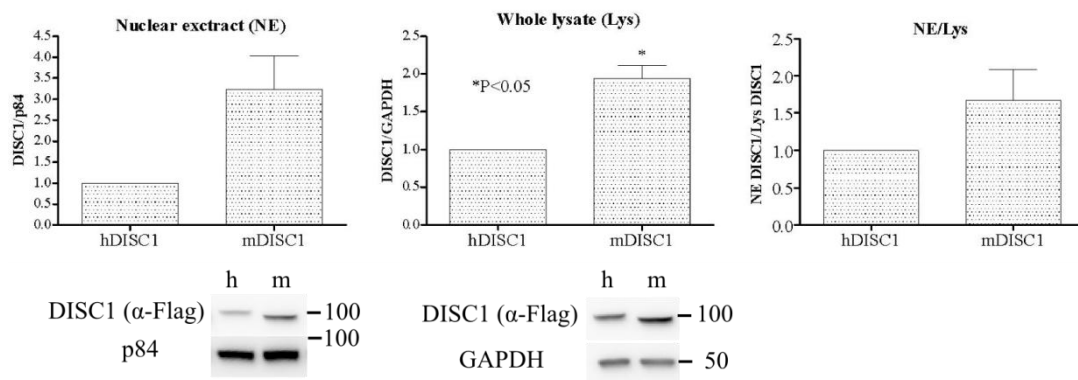 Nuclear exctract (NE)
DISC1/p84
4.5
4.0
3.5
3.0
2.5
2.0
1.5
1.0
0.5
0.0
hDISC1
mDISC1
Whole lysate (Lys)
DISC1/GAPDH
2.5
2.0
1.5
1.0
0.5
0.0
*P<0.05
*
hDISC1
mDISC1
NE/Lys
NE DISC1/Lys DISC1
2.5
2.0
1.5
1.0
0.5
0.0
hDISC1
mDISC1
h m
DISC1 (α-Flag) 100
100
p84
h m
DISC1 (α-Flag) 100
GAPDH 50